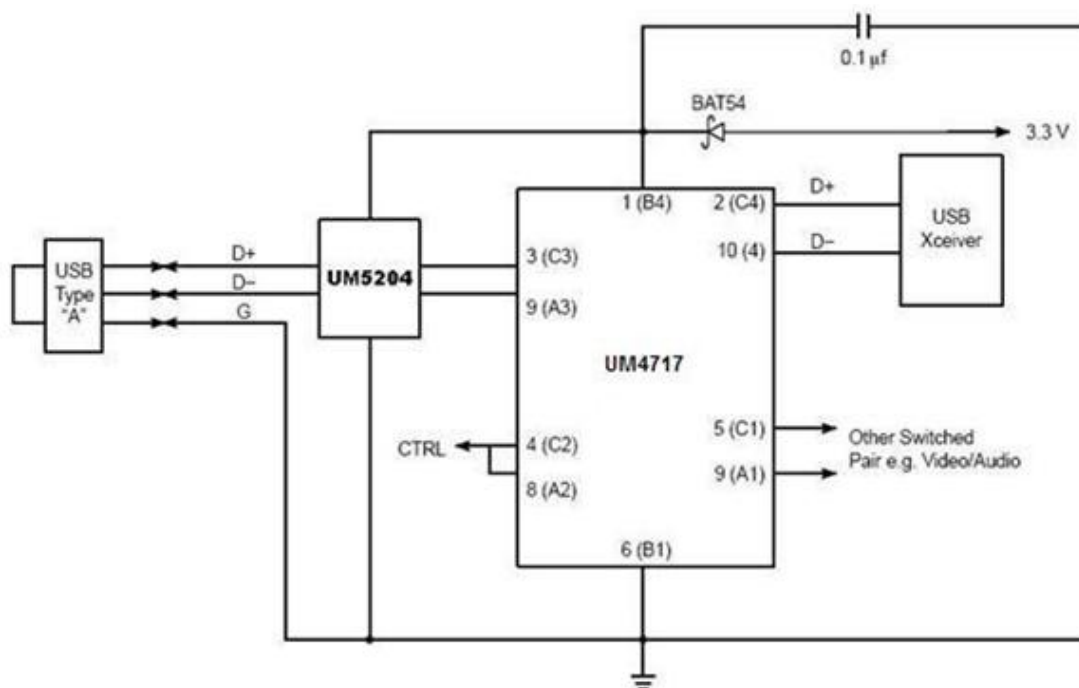 0.1 µf
BAT54
3.3 V
1 (B4)
2 (C4)
D+
USB
Xceiver
10 (4)
D−
USB
Type
"A"
D+
D−
G
UM5204
3 (C3)
9 (A3)
UM4717
CTRL
4 (C2)
8 (A2)
5 (C1)
9 (A1)
Other Switched
Pair e.g. Video/Audio
6 (B1)